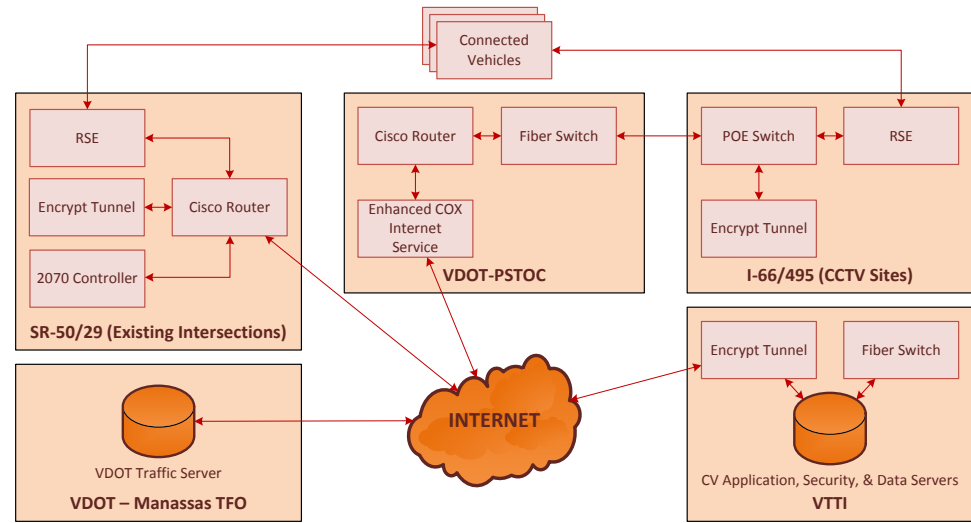 Connected
Vehicles
RSE
Encrypt Tunnel
Cisco Router
2070 Controller
SR-50/29 (Existing Intersections)
Cisco Router
Fiber Switch
Enhanced COX
Internet
Service
VDOT-PSTOC
POE Switch
RSE
Encrypt
Tunnel
I-66/495 (CCTV Sites)
VDOT Traffic Server
VDOT – Manassas TFO
INTERNET
Encrypt Tunnel
Fiber Switch
CV Application, Security, & Data Servers
VTTI